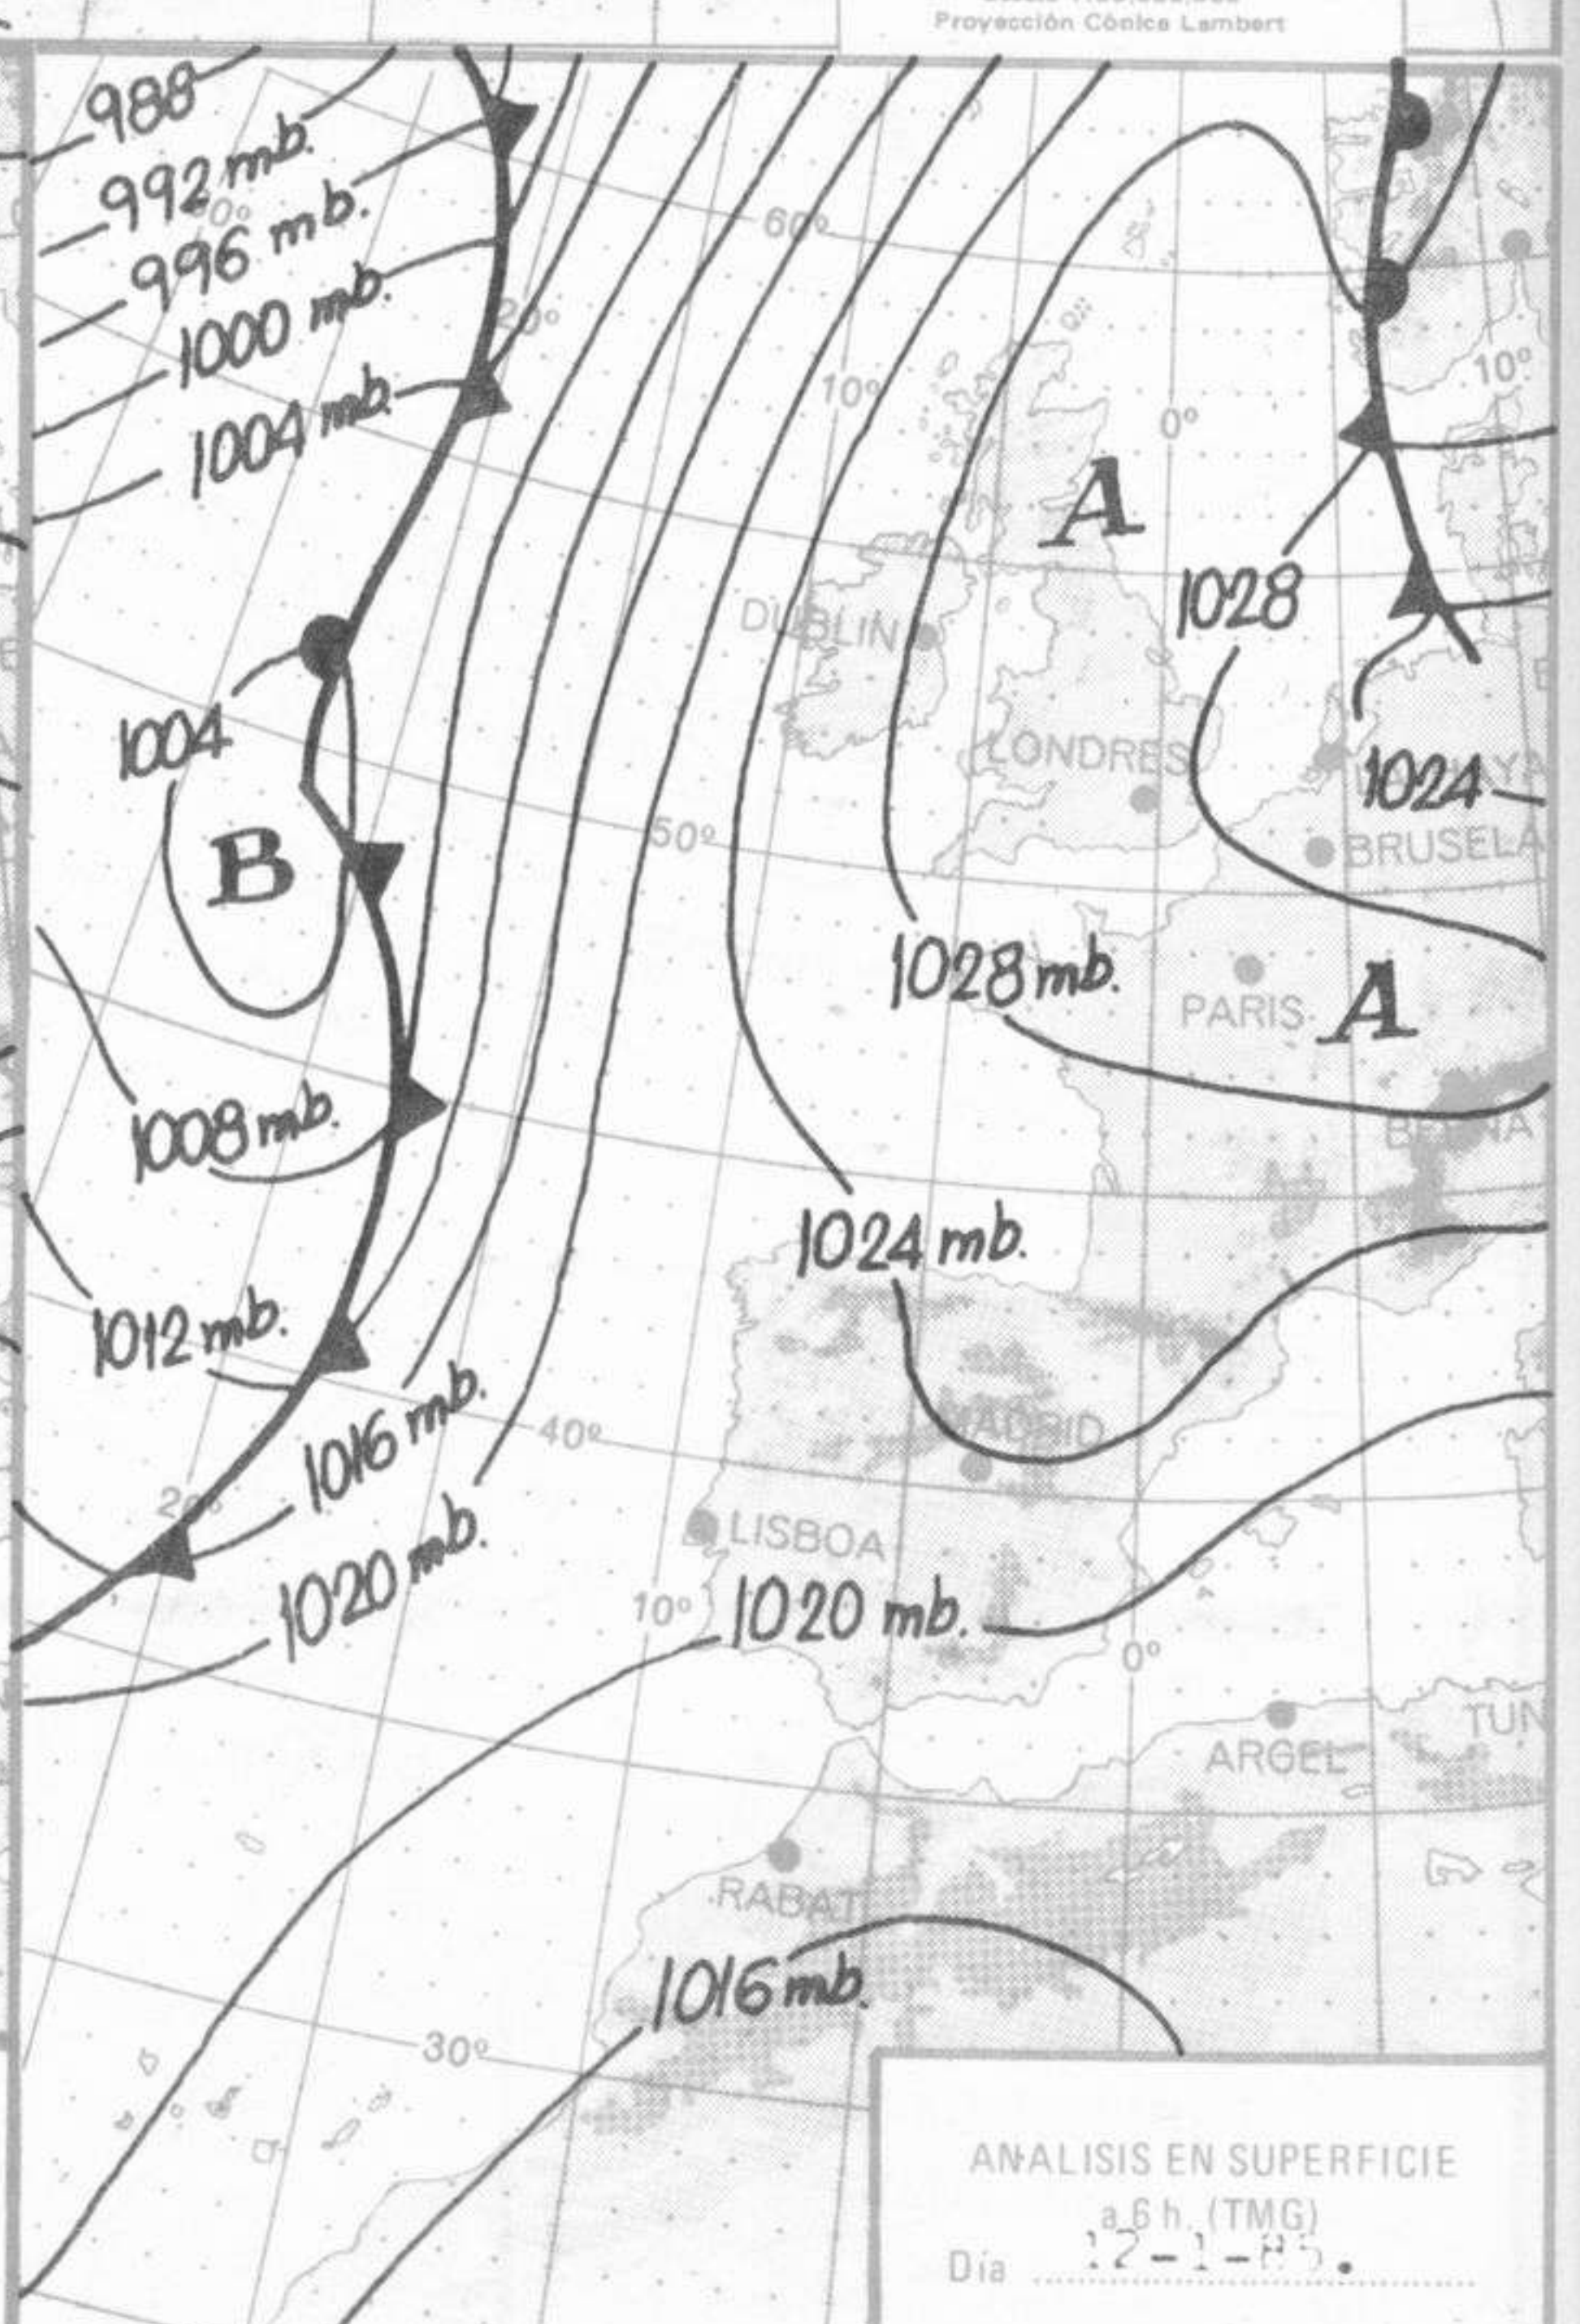 Proyección Cónica Lambert
988
992 mb.
996 mb.
1000 mb.
1004 mb.
60°
20°
10°
0°
10°
A
1028
DUBLIN
1004
LONDRES
1024
B
50°
BRUSELA
1028 mb.
PARIS
A
1008 mb.
1024 mb.
1012 mb.
1016 mb.
40°
MADRID
20°
1020 mb.
LISBOA
10°
1020 mb.
0°
ARGEL
TUN
RABAT
1016 mb.
30°
ANALISIS EN SUPERFICIE
a 6 h. (TMG)
Día 12-1-85.